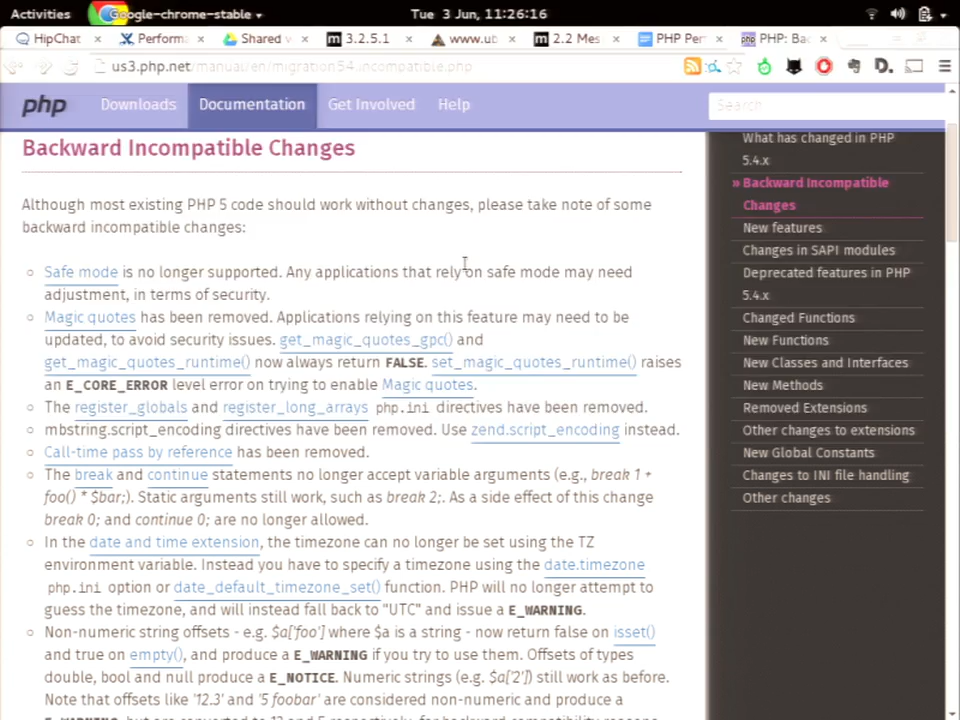 Activities
Google-chrome-stable
Tue 3 Jun, 11:26:16
HipChat
Perform
Shared v
3.2.5.1
www.ub
2.2 Mes
PHP Per
PHP: Ba
us3.php.net/manual/en/migration54.incompatible.php
php
Downloads
Documentation
Get Involved
Help
Search
Backward Incompatible Changes
Although most existing PHP 5 code should work without changes, please take note of some
backward incompatible changes:
Safe mode is no longer supported. Any applications that rely on safe mode may need
adjustment, in terms of security.
Magic quotes has been removed. Applications relying on this feature may need to be
updated, to avoid security issues. get_magic_quotes_gpc() and
get_magic_quotes_runtime() now always return FALSE. set_magic_quotes_runtime() raises
an E_CORE_ERROR level error on trying to enable Magic quotes.
The register_globals and register_long_arrays php.ini directives have been removed.
mbstring.script_encoding directives have been removed. Use zend.script_encoding instead.
Call-time pass by reference has been removed.
The break and continue statements no longer accept variable arguments (e.g., break 1 +
foo() * $bar;). Static arguments still work, such as break 2;. As a side effect of this change
break 0; and continue 0; are no longer allowed.
In the date and time extension, the timezone can no longer be set using the TZ
environment variable. Instead you have to specify a timezone using the date.timezone
php.ini option or date_default_timezone_set() function. PHP will no longer attempt to
guess the timezone, and will instead fall back to "UTC" and issue a E_WARNING.
Non-numeric string offsets - e.g. $a['foo'] where $a is a string - now return false on isset()
and true on empty(), and produce a E_WARNING if you try to use them. Offsets of types
double, bool and null produce a E_NOTICE. Numeric strings (e.g. $a['2']) still work as before.
Note that offsets like '12.3' and '5 foobar' are considered non-numeric and produce a
E_WARNING, but are converted to 12 and 5 respectively, for backward compatibility reasons.
What has changed in PHP
5.4.x
» Backward Incompatible
Changes
New features
Changes in SAPI modules
Deprecated features in PHP
5.4.x
Changed Functions
New Functions
New Classes and Interfaces
New Methods
Removed Extensions
Other changes to extensions
New Global Constants
Changes to INI file handling
Other changes